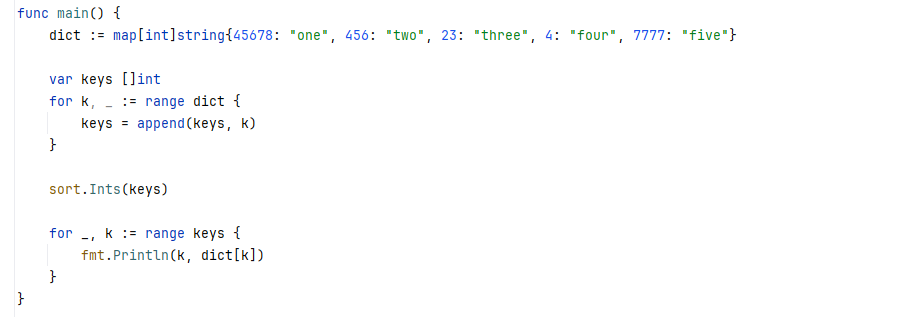 func main() {
    dict := map[int]string{45678: "one", 456: "two", 23: "three", 4: "four", 7777: "five"}

    var keys []int
    for k, _ := range dict {
        keys = append(keys, k)
    }

    sort.Ints(keys)

    for _, k := range keys {
        fmt.Println(k, dict[k])
    }
}